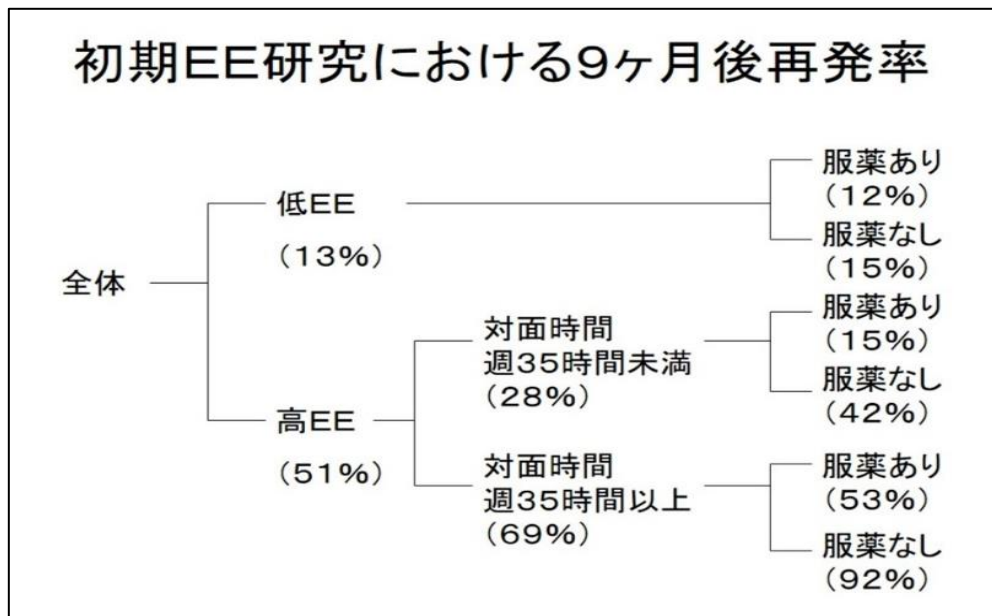 初期EE研究における9ヶ月後再発率
全体
低EE
(13%)
服薬あり
(12%)
服薬なし
(15%)
高EE
(51%)
対面時間
週35時間未満
(28%)
服薬あり
(15%)
服薬なし
(42%)
対面時間
週35時間以上
(69%)
服薬あり
(53%)
服薬なし
(92%)